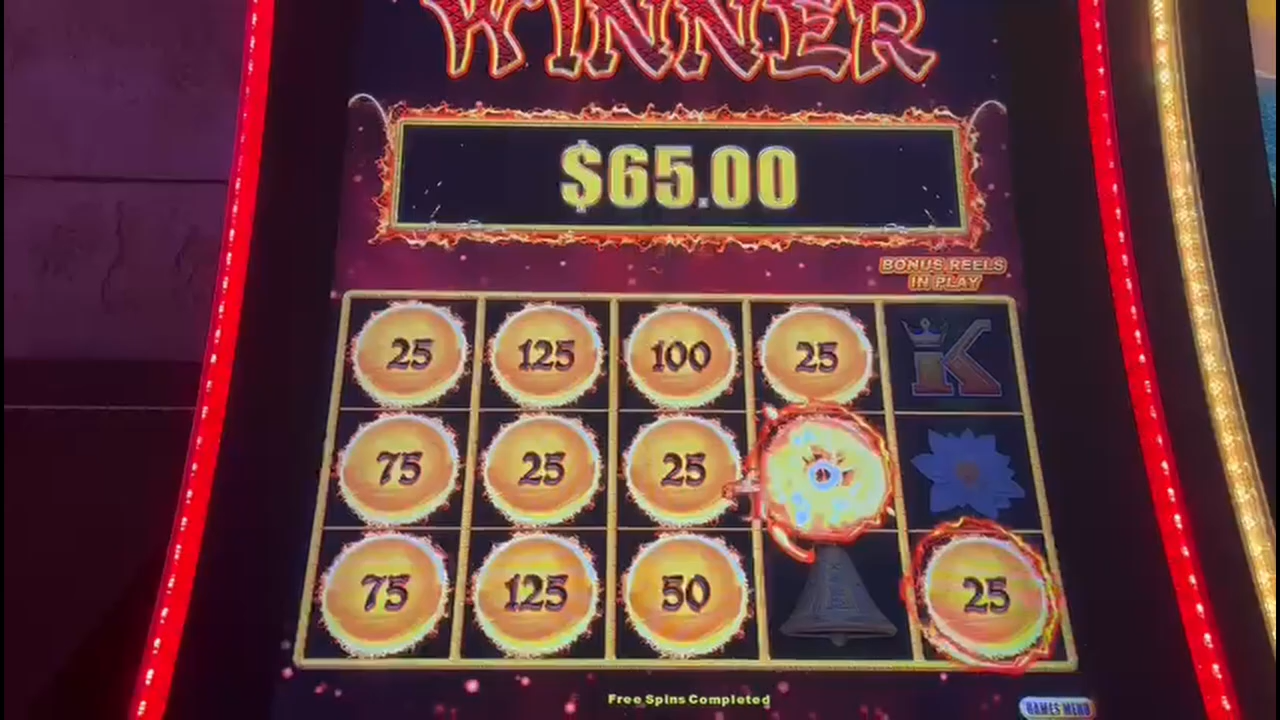 WINNER
$65.00
BONUS REELS
IN PLAY
25 125 100 25 K
75 25 25
75 125 50 25
Free Spins Completed
GAMES MENU